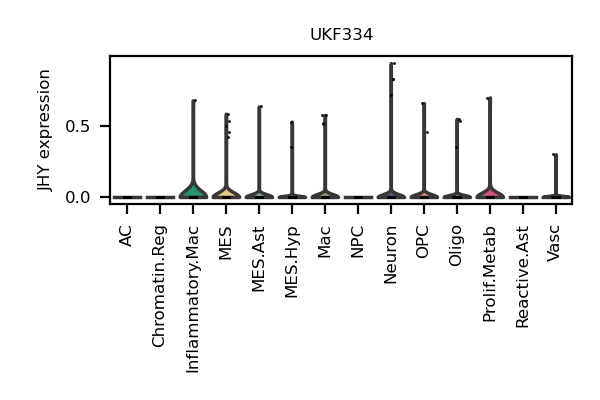 UKF334
JHY expression
0.5
0.0
AC
Chromatin.Reg
Inflammatory.Mac
MES
MES.Ast
MES.Hyp
Mac
NPC
Neuron
OPC
Oligo
Prolif.Metab
Reactive.Ast
Vasc